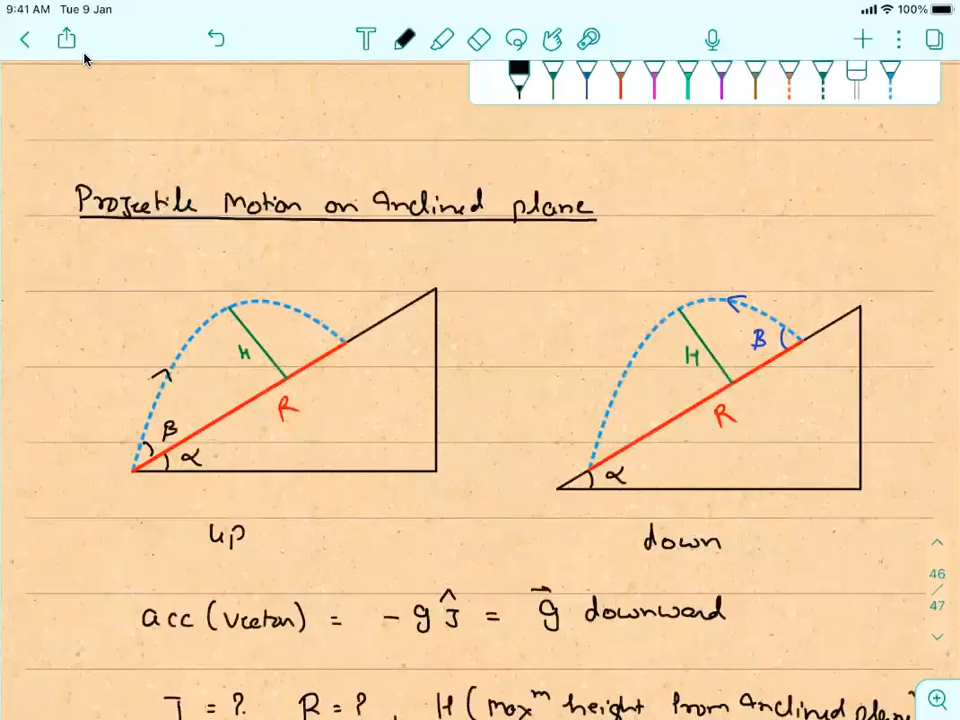 9:41 AM Tue 9 Jan 100%
Projectile Motion on Inclined plane
h
R
β
α
up
H
β
R
α
down
46
/
47
acc (vector) = - g ĵ = g⃗ downward
T = ? R = ? , H ( maxᵐ height from Inclined plane